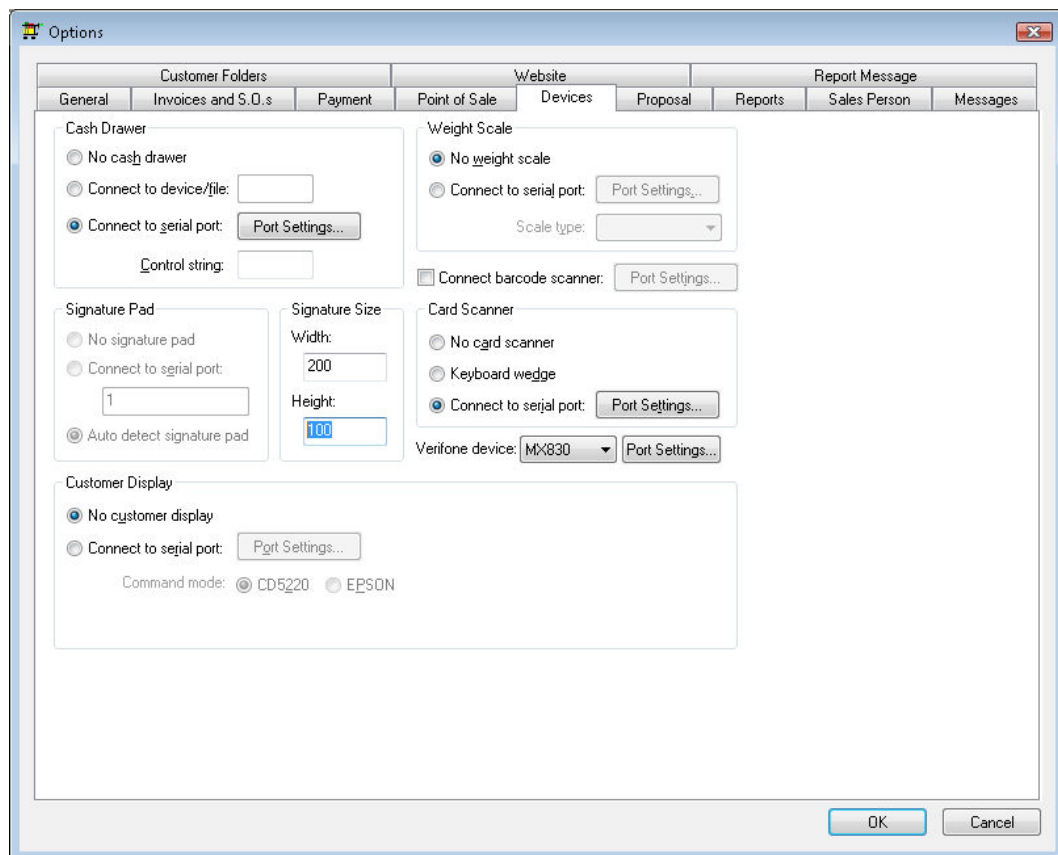 Options
Customer Folders Website Report Message
General Invoices and S.O.s Payment Point of Sale Devices Proposal Reports Sales Person Messages
Cash Drawer
No cash drawer
Connect to device/file:
Connect to serial port: Port Settings...
Control string:
Weight Scale
No weight scale
Connect to serial port: Port Settings...
Scale type:
Connect barcode scanner: Port Settings...
Signature Pad
No signature pad
Connect to serial port:
1
Auto detect signature pad
Signature Size
Width:
200
Height:
100
Card Scanner
No card scanner
Keyboard wedge
Connect to serial port: Port Settings...
Verifone device: MX830 Port Settings...
Customer Display
No customer display
Connect to serial port: Port Settings...
Command mode: CD5220 EPSON
OK Cancel